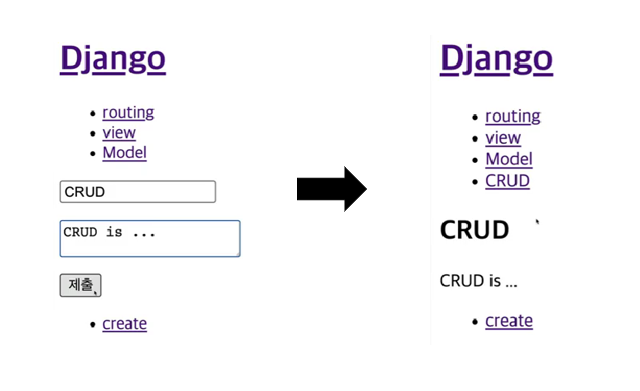 Django
routing
view
Model
CRUD
CRUD is ...
제출
create
Django
routing
view
Model
CRUD
CRUD
CRUD is ...
create